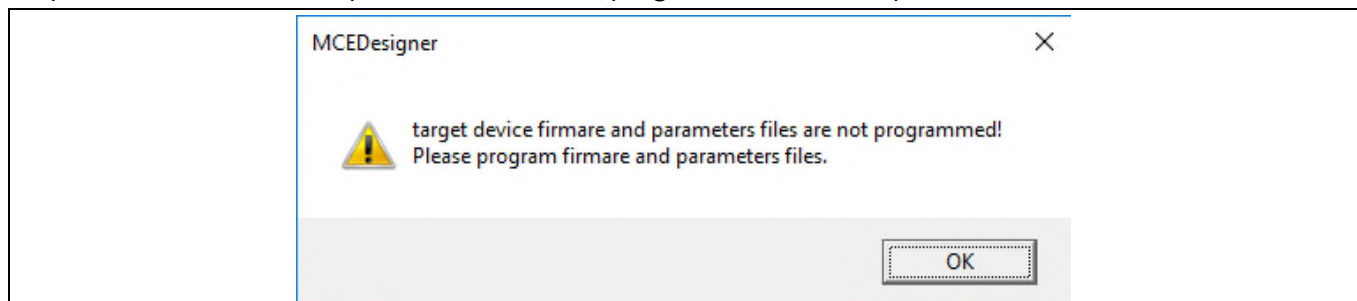 MCEDesigner
target device firmare and parameters files are not programmed!
Please program firmare and parameters files.
OK